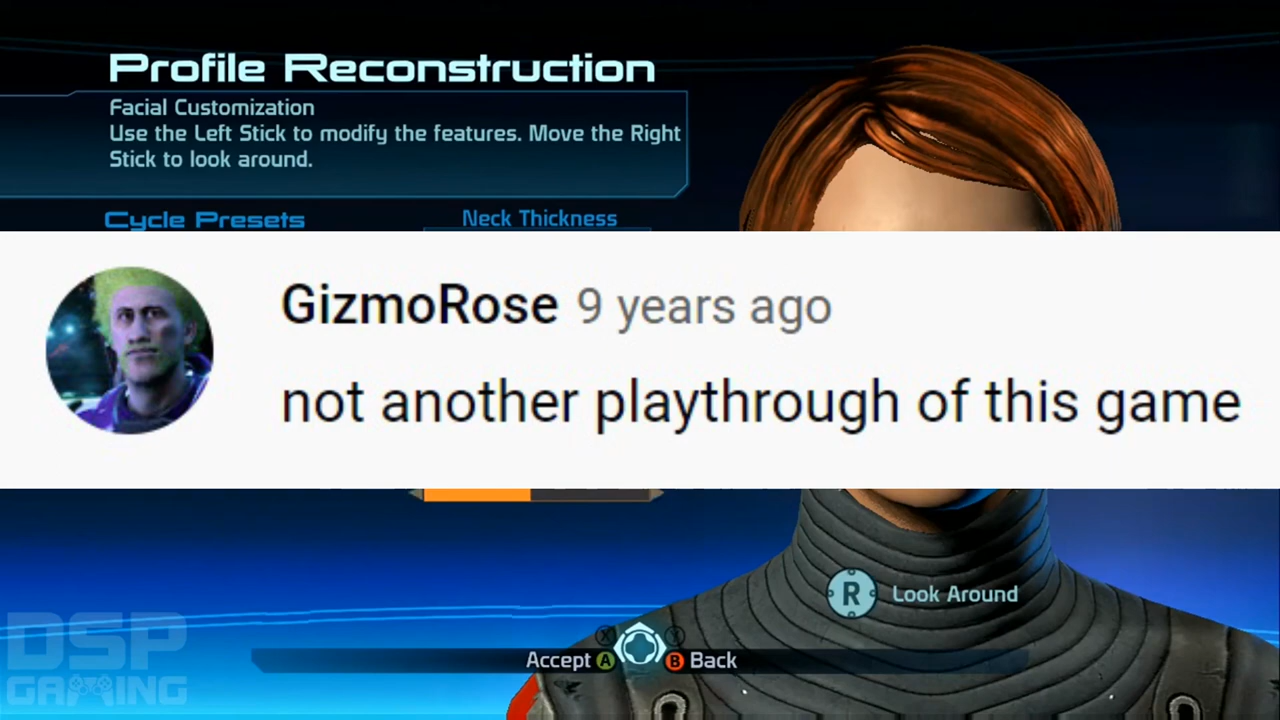 Profile Reconstruction
Facial Customization
Use the Left Stick to modify the features. Move the Right
Stick to look around.
Cycle Presets
Neck Thickness
GizmoRose 9 years ago
not another playthrough of this game
R Look Around
X Y
Accept A B Back
DSP
GAMING